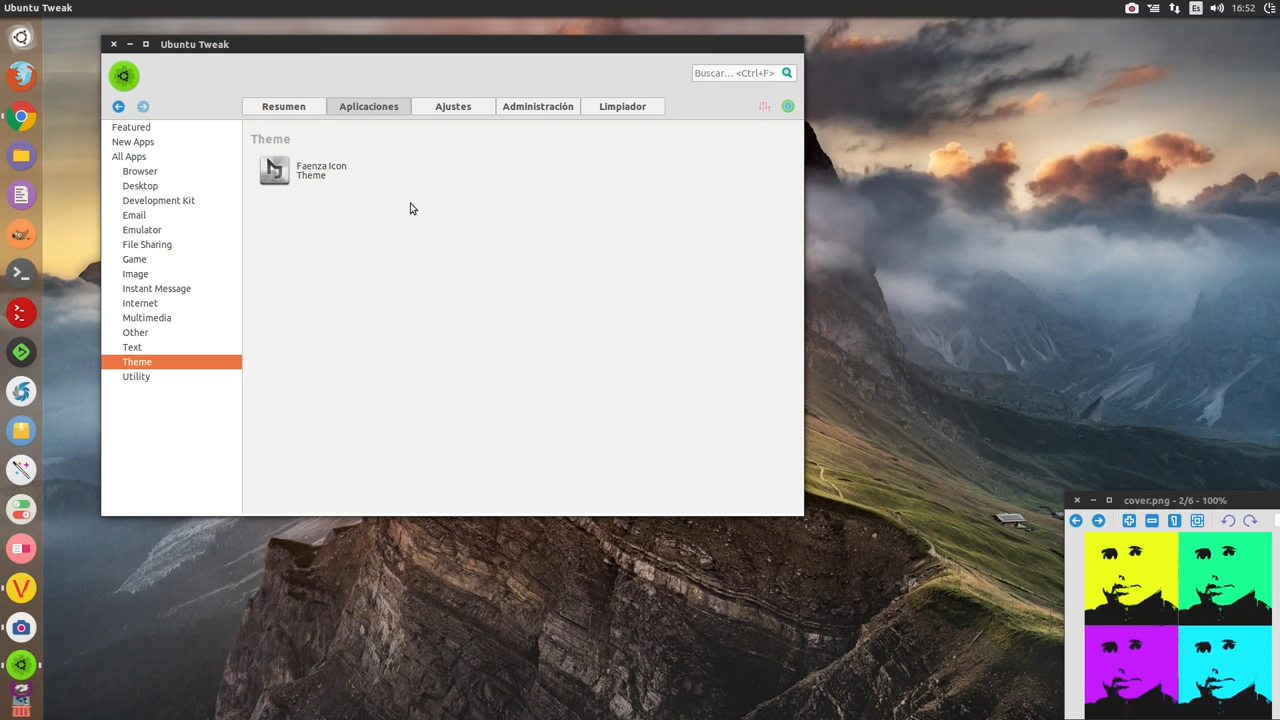 Ubuntu Tweak
Es
16:52
Ubuntu Tweak
Buscar... <Ctrl+F>
Resumen
Aplicaciones
Ajustes
Administración
Limpiador
Featured
New Apps
All Apps
Browser
Desktop
Development Kit
Email
Emulator
File Sharing
Game
Image
Instant Message
Internet
Multimedia
Other
Text
Theme
Utility
Theme
Faenza Icon
Theme
cover.png - 2/6 - 100%